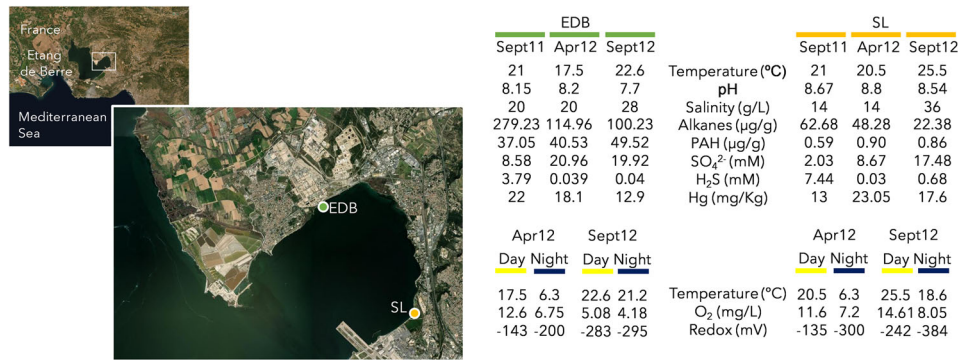 France
Etang
de Berre
Mediterranean
Sea
EDB
SL
EDB SL
Sept11 Apr12 Sept12 Sept11 Apr12 Sept12
21 17.5 22.6 Temperature (ºC) 21 20.5 25.5
8.15 8.2 7.7 pH 8.67 8.8 8.54
20 20 28 Salinity (g/L) 14 14 36
279.23 114.96 100.23 Alkanes (µg/g) 62.68 48.28 22.38
37.05 40.53 49.52 PAH (µg/g) 0.59 0.90 0.86
8.58 20.96 19.92 SO₄²⁻ (mM) 2.03 8.67 17.48
3.79 0.039 0.04 H₂S (mM) 7.44 0.03 0.68
22 18.1 12.9 Hg (mg/Kg) 13 23.05 17.6
Apr12 Sept12 Apr12 Sept12
Day Night Day Night Day Night Day Night
17.5 6.3 22.6 21.2 Temperature (ºC) 20.5 6.3 25.5 18.6
12.6 6.75 5.08 4.18 O₂ (mg/L) 11.6 7.2 14.61 8.05
-143 -200 -283 -295 Redox (mV) -135 -300 -242 -384